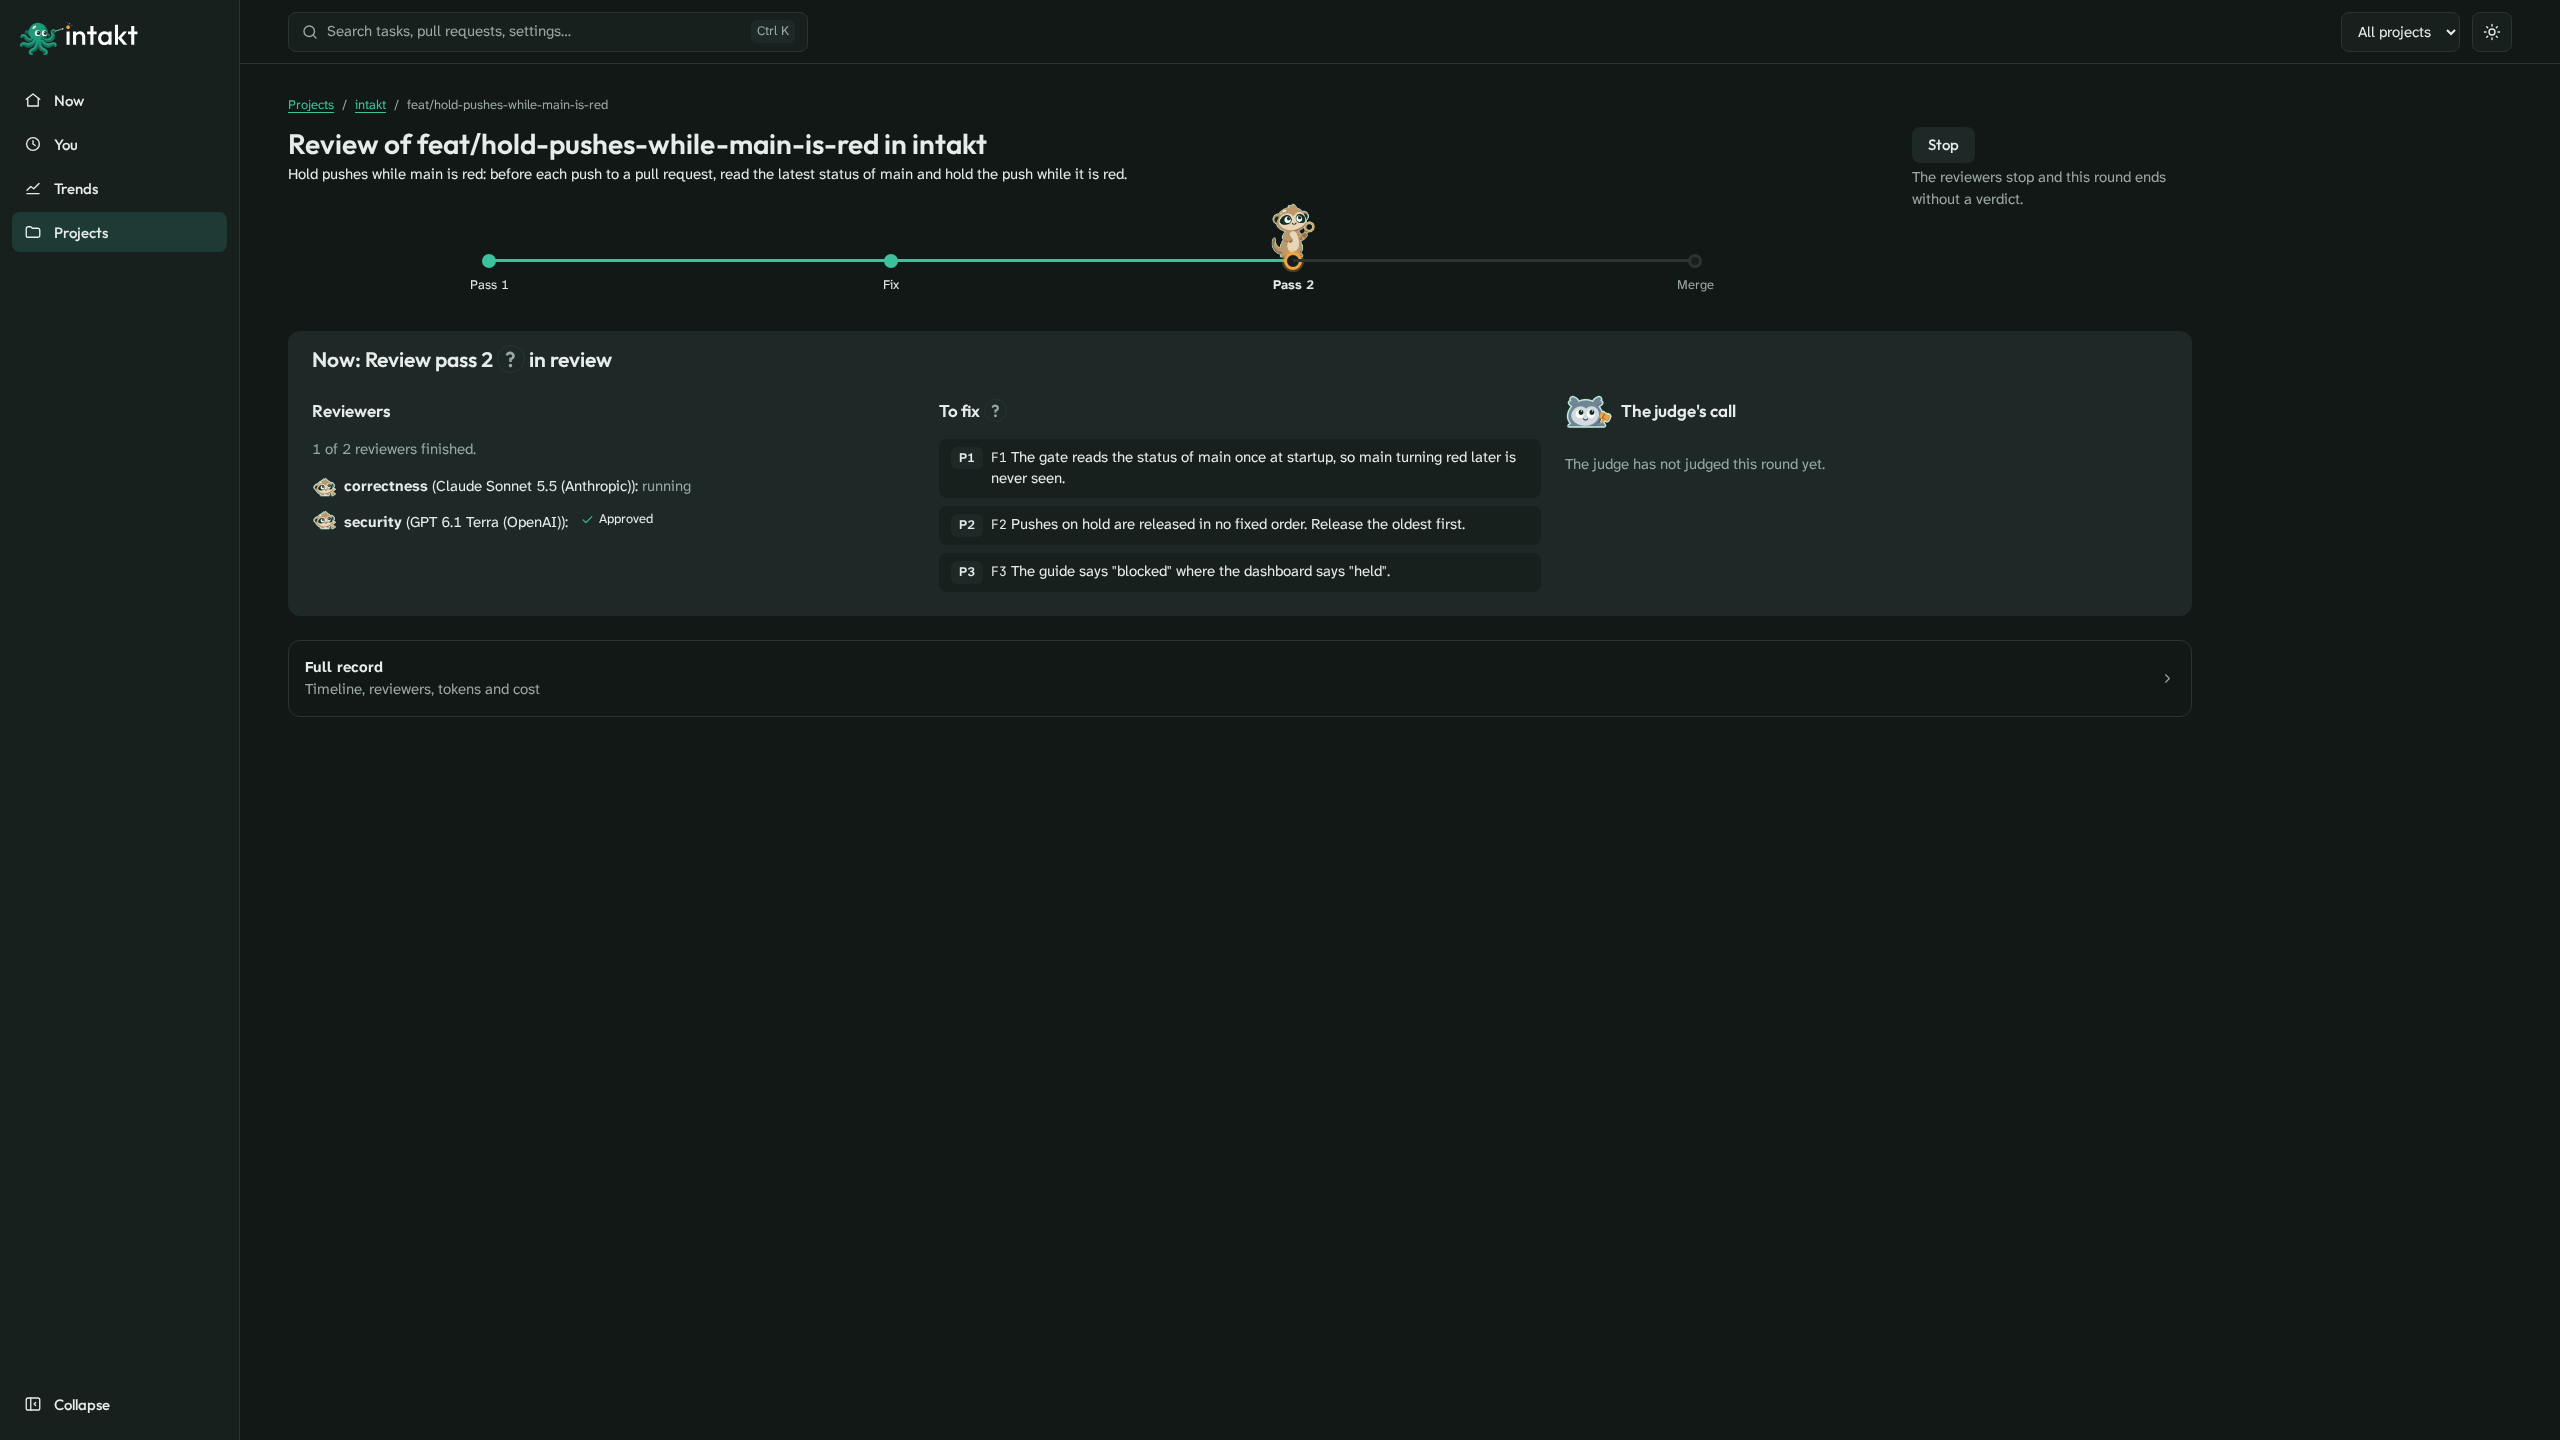 intakt
Search tasks, pull requests, settings...
Ctrl K
All projects
Now
You
Trends
Projects
Collapse
Projects / intakt / feat/hold-pushes-while-main-is-red
Review of feat/hold-pushes-while-main-is-red in intakt
Hold pushes while main is red: before each push to a pull request, read the latest status of main and hold the push while it is red.
Stop
The reviewers stop and this round ends
without a verdict.
Pass 1
Fix
Pass 2
Merge
Now: Review pass 2 ? in review
Reviewers
1 of 2 reviewers finished.
correctness (Claude Sonnet 5.5 (Anthropic)): running
security (GPT 6.1 Terra (OpenAI)): Approved
To fix ?
P1 F1 The gate reads the status of main once at startup, so main turning red later is
never seen.
P2 F2 Pushes on hold are released in no fixed order. Release the oldest first.
P3 F3 The guide says "blocked" where the dashboard says "held".
The judge's call
The judge has not judged this round yet.
Full record
Timeline, reviewers, tokens and cost